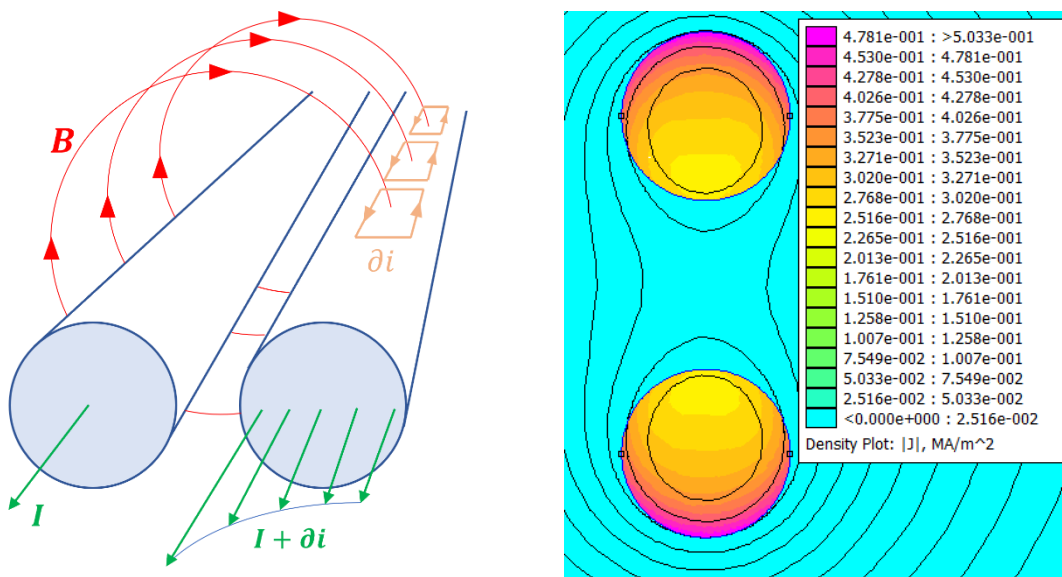 B
∂i
I
I + ∂i
4.781e-001 : >5.033e-001
4.530e-001 : 4.781e-001
4.278e-001 : 4.530e-001
4.026e-001 : 4.278e-001
3.775e-001 : 4.026e-001
3.523e-001 : 3.775e-001
3.271e-001 : 3.523e-001
3.020e-001 : 3.271e-001
2.768e-001 : 3.020e-001
2.516e-001 : 2.768e-001
2.265e-001 : 2.516e-001
2.013e-001 : 2.265e-001
1.761e-001 : 2.013e-001
1.510e-001 : 1.761e-001
1.258e-001 : 1.510e-001
1.007e-001 : 1.258e-001
7.549e-002 : 1.007e-001
5.033e-002 : 7.549e-002
2.516e-002 : 5.033e-002
<0.000e+000 : 2.516e-002
Density Plot: |J|, MA/m^2